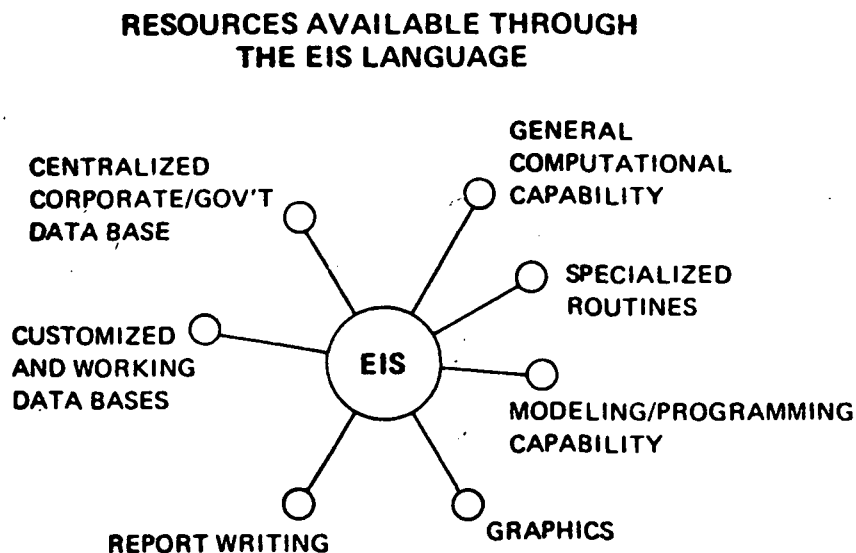 RESOURCES AVAILABLE THROUGH
THE EIS LANGUAGE
GENERAL
COMPUTATIONAL
CAPABILITY
CENTRALIZED
CORPORATE/GOV'T
DATA BASE
SPECIALIZED
ROUTINES
CUSTOMIZED
AND WORKING
DATA BASES
EIS
MODELING/PROGRAMMING
CAPABILITY
REPORT WRITING
GRAPHICS